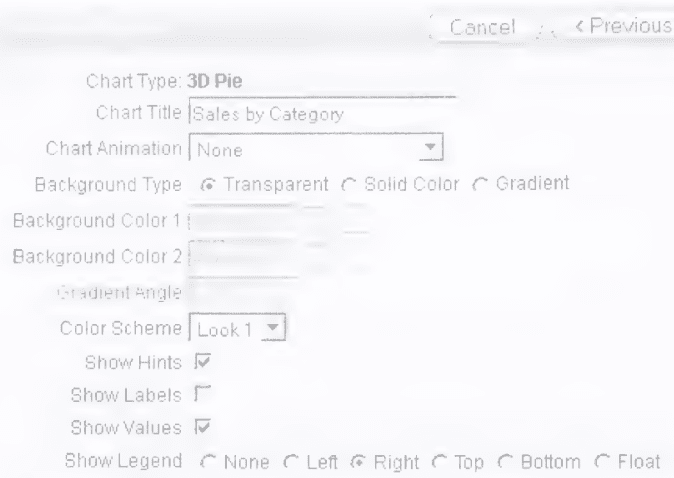 Cancel < Previous
Chart Type: 3D Pie
Chart Title Sales by Category
Chart Animation None
Background Type Transparent Solid Color Gradient
Background Color 1
Background Color 2
Gradient Angle
Color Scheme Look 1
Show Hints
Show Labels
Show Values
Show Legend None Left Right Top Bottom Float